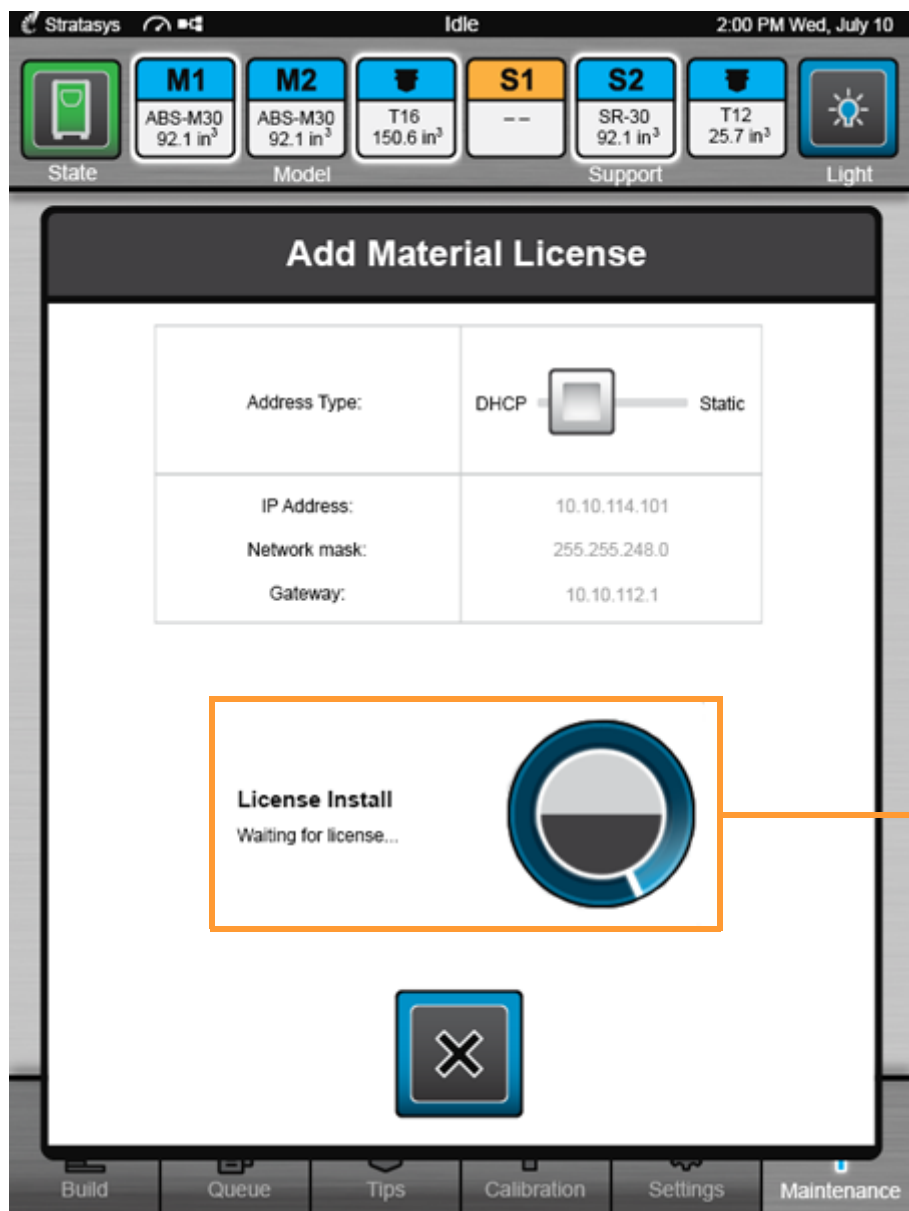 Stratasys Idle 2:00 PM Wed, July 10
M1 M2 S1 S2
ABS-M30 ABS-M30 T16 -- SR-30 T12
92.1 in³ 92.1 in³ 150.6 in³ 92.1 in³ 25.7 in³
State Model Support Light
Add Material License
Address Type: DHCP Static
IP Address: 10.10.114.101
Network mask: 255.255.248.0
Gateway: 10.10.112.1
License Install
Waiting for license...
Build Queue Tips Calibration Settings Maintenance